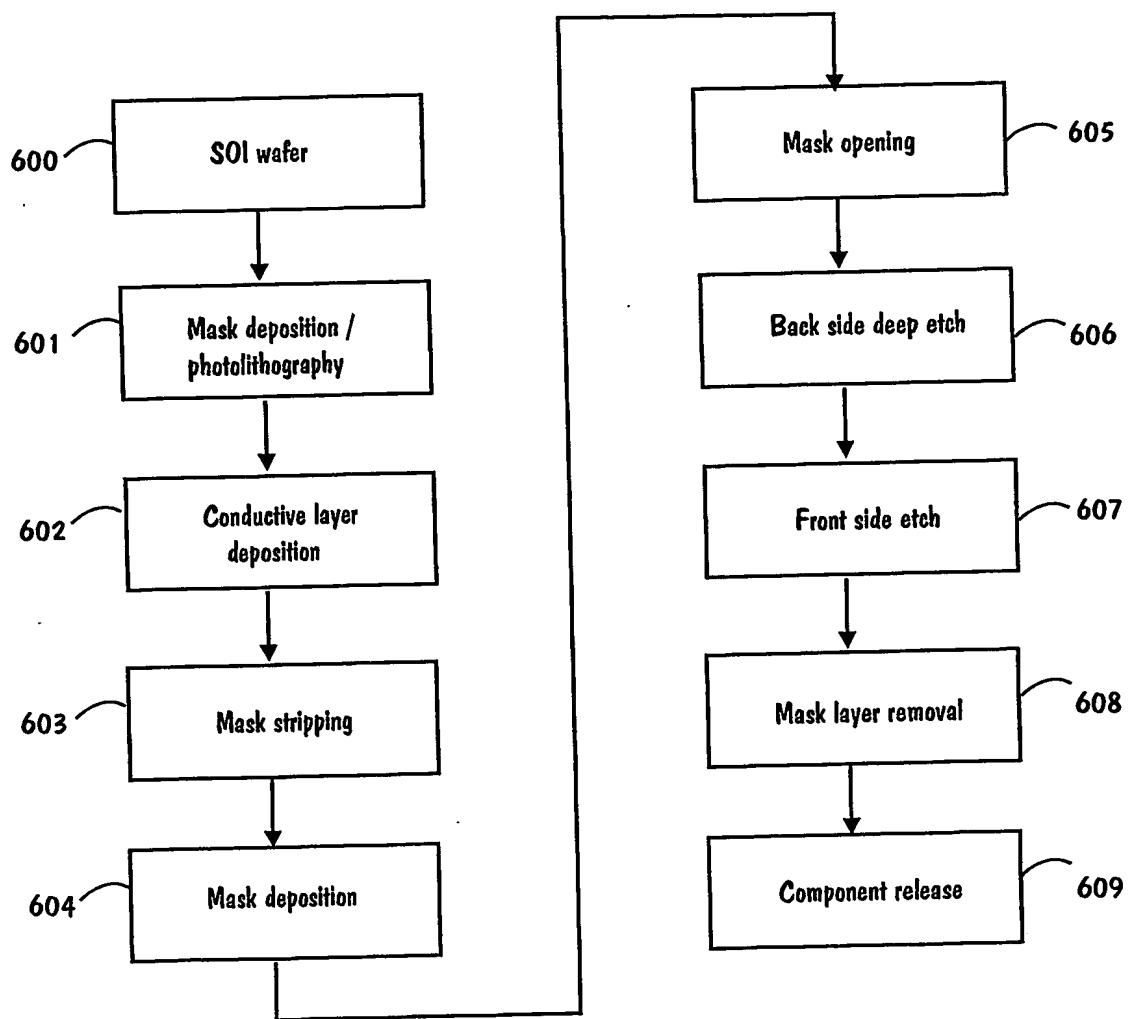 600
SOI wafer
601
Mask deposition /
photolithography
602
Conductive layer
deposition
603
Mask stripping
604
Mask deposition
605
Mask opening
606
Back side deep etch
607
Front side etch
608
Mask layer removal
609
Component release